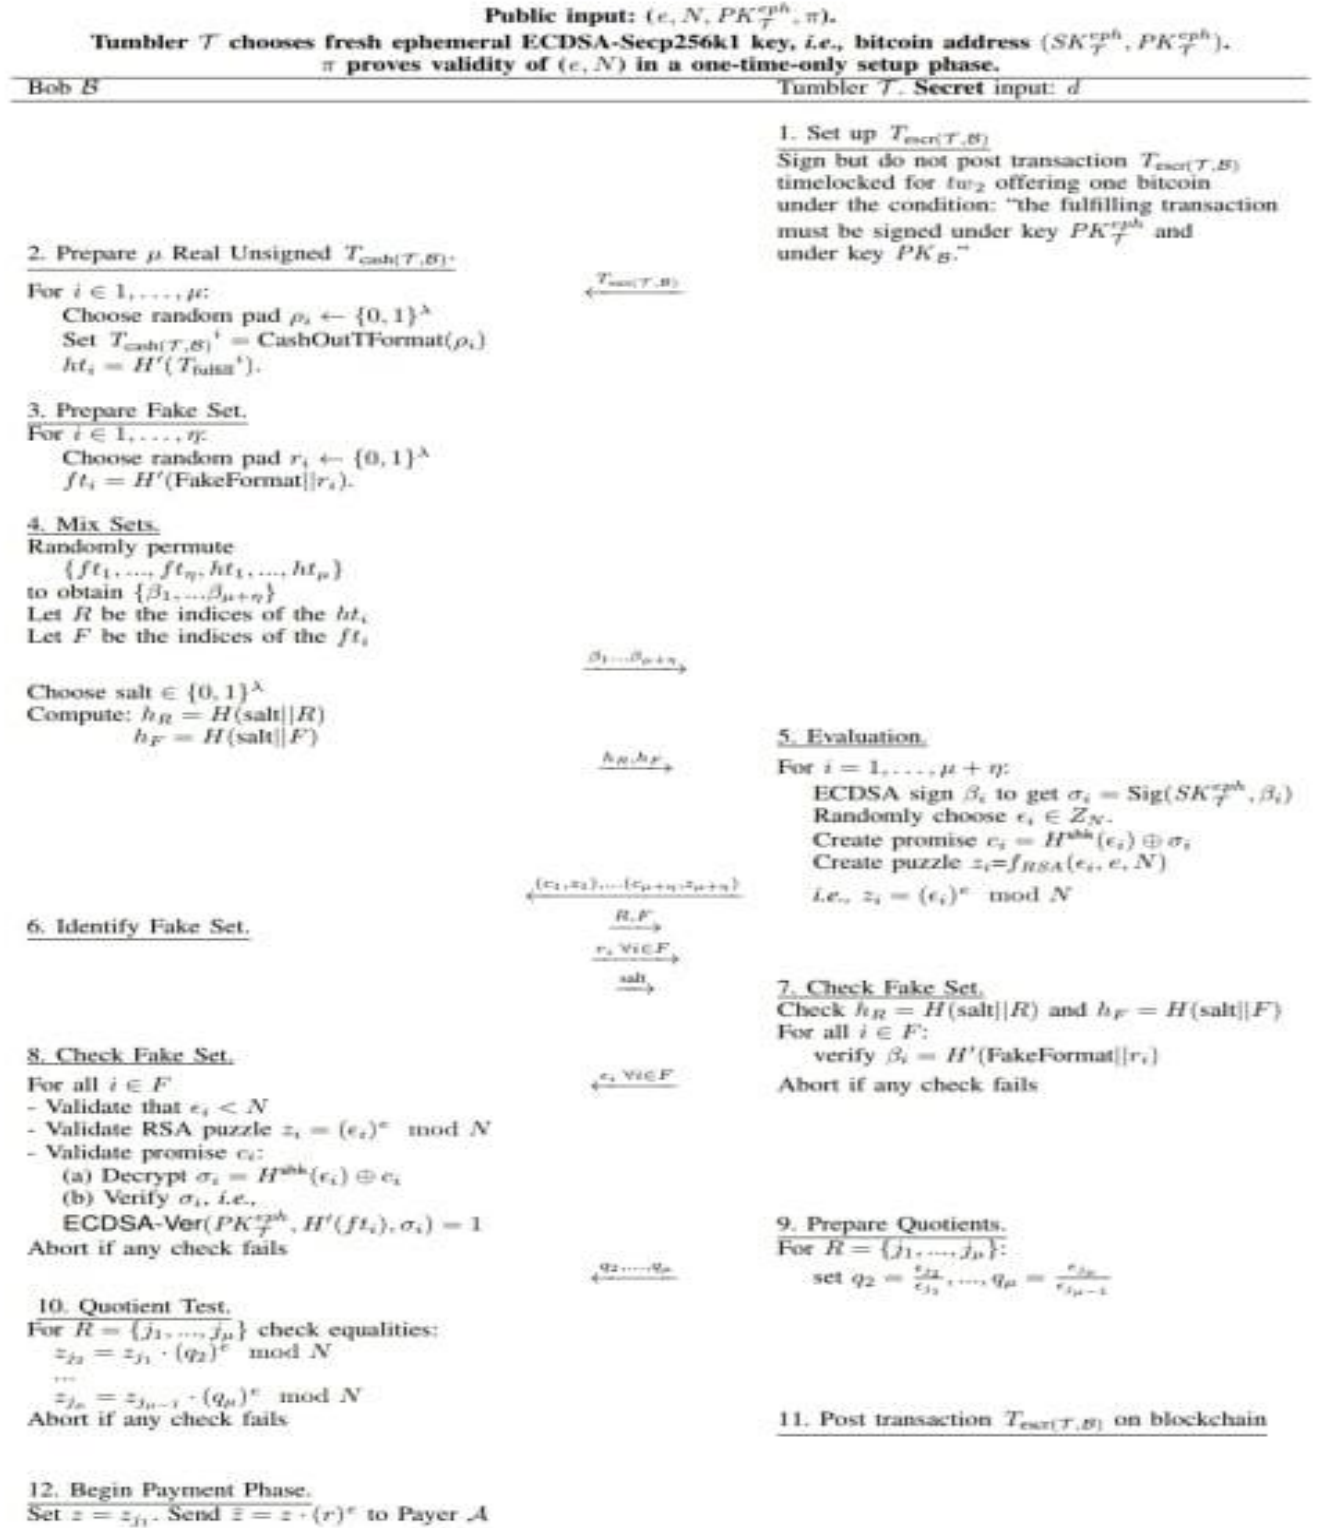 Public input: (e, N, PK_𝒯^eph, π).
Tumbler 𝒯 chooses fresh ephemeral ECDSA-Secp256k1 key, i.e., bitcoin address (SK_𝒯^eph, PK_𝒯^eph).
π proves validity of (e, N) in a one-time-only setup phase.
Bob ℬ
Tumbler 𝒯. Secret input: d
1. Set up T_escr(𝒯,ℬ)
Sign but do not post transaction T_escr(𝒯,ℬ)
timelocked for tw_2 offering one bitcoin
under the condition: "the fulfilling transaction
must be signed under key PK_𝒯^eph and
under key PK_ℬ."
2. Prepare μ Real Unsigned T_cash(𝒯,ℬ).
T_escr(𝒯,ℬ) ←
For i ∈ 1, . . . , μ:
Choose random pad ρ_i ← {0, 1}^λ
Set T_cash(𝒯,ℬ)^i = CashOutTFormat(ρ_i)
ht_i = H′(T_fulfill^i).
3. Prepare Fake Set.
For i ∈ 1, . . . , η:
Choose random pad r_i ← {0, 1}^λ
ft_i = H′(FakeFormat||r_i).
4. Mix Sets.
Randomly permute
{ft_1, ..., ft_η, ht_1, ..., ht_μ}
to obtain {β_1, ...β_μ+η}
Let R be the indices of the ht_i
Let F be the indices of the ft_i
β_1...β_μ+η →
Choose salt ∈ {0, 1}^λ
Compute: h_R = H(salt||R)
h_F = H(salt||F)
h_R, h_F →
5. Evaluation.
For i = 1, . . . , μ + η:
ECDSA sign β_i to get σ_i = Sig(SK_𝒯^eph, β_i)
Randomly choose ϵ_i ∈ Z_N.
Create promise c_i = H^shk(ϵ_i) ⊕ σ_i
Create puzzle z_i=f_RSA(ϵ_i, e, N)
i.e., z_i = (ϵ_i)^e mod N
(c_1,z_1),...(c_μ+η,z_μ+η) ←
6. Identify Fake Set.
R, F →
r_i ∀i∈F →
salt →
7. Check Fake Set.
Check h_R = H(salt||R) and h_F = H(salt||F)
For all i ∈ F:
verify β_i = H′(FakeFormat||r_i)
Abort if any check fails
8. Check Fake Set.
ϵ_i ∀i∈F ←
For all i ∈ F
- Validate that ϵ_i < N
- Validate RSA puzzle z_i = (ϵ_i)^e mod N
- Validate promise c_i:
(a) Decrypt σ_i = H^shk(ϵ_i) ⊕ c_i
(b) Verify σ_i, i.e.,
ECDSA-Ver(PK_𝒯^eph, H′(ft_i), σ_i) = 1
Abort if any check fails
9. Prepare Quotients.
For R = {j_1, ..., j_μ}:
set q_2 = ϵ_j_2/ϵ_j_1, ..., q_μ = ϵ_j_μ/ϵ_j_μ−1
q_2,...,q_μ ←
10. Quotient Test.
For R = {j_1, ..., j_μ} check equalities:
z_j_2 = z_j_1 · (q_2)^e mod N
...
z_j_μ = z_j_μ−1 · (q_μ)^e mod N
Abort if any check fails
11. Post transaction T_escr(𝒯,ℬ) on blockchain
12. Begin Payment Phase.
Set z = z_j_1. Send z̄ = z · (r)^e to Payer 𝒜